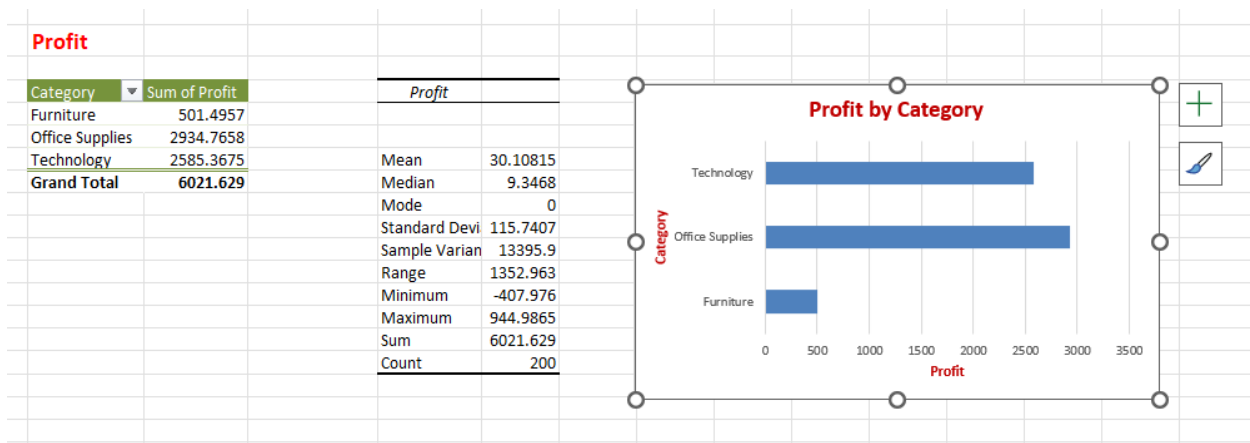 Profit
Category Sum of Profit
Furniture 501.4957
Office Supplies 2934.7658
Technology 2585.3675
Grand Total 6021.629
Profit
Mean 30.10815
Median 9.3468
Mode 0
Standard Devi 115.7407
Sample Varian 13395.9
Range 1352.963
Minimum -407.976
Maximum 944.9865
Sum 6021.629
Count 200
Profit by Category
Category
Technology
Office Supplies
Furniture
0 500 1000 1500 2000 2500 3000 3500
Profit